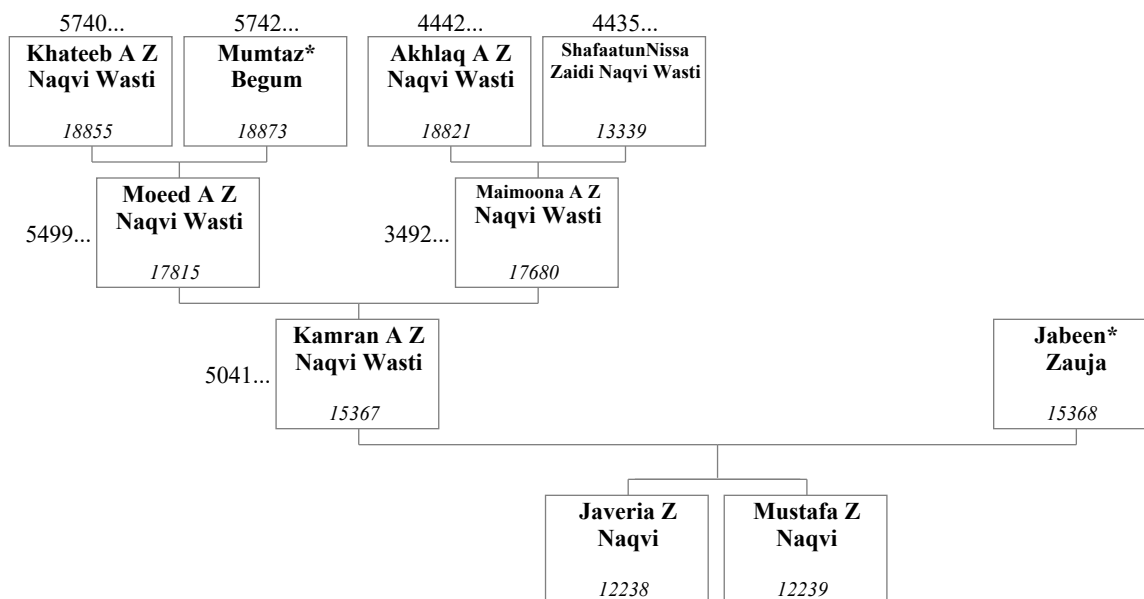 5740...
5742...
4442...
4435...
Khateeb A Z
Naqvi Wasti
18855
Mumtaz*
Begum
18873
Akhlaq A Z
Naqvi Wasti
18821
ShafaatunNissa
Zaidi Naqvi Wasti
13339
5499...
Moeed A Z
Naqvi Wasti
17815
3492...
Maimoona A Z
Naqvi Wasti
17680
5041...
Kamran A Z
Naqvi Wasti
15367
Jabeen*
Zauja
15368
Javeria Z
Naqvi
12238
Mustafa Z
Naqvi
12239